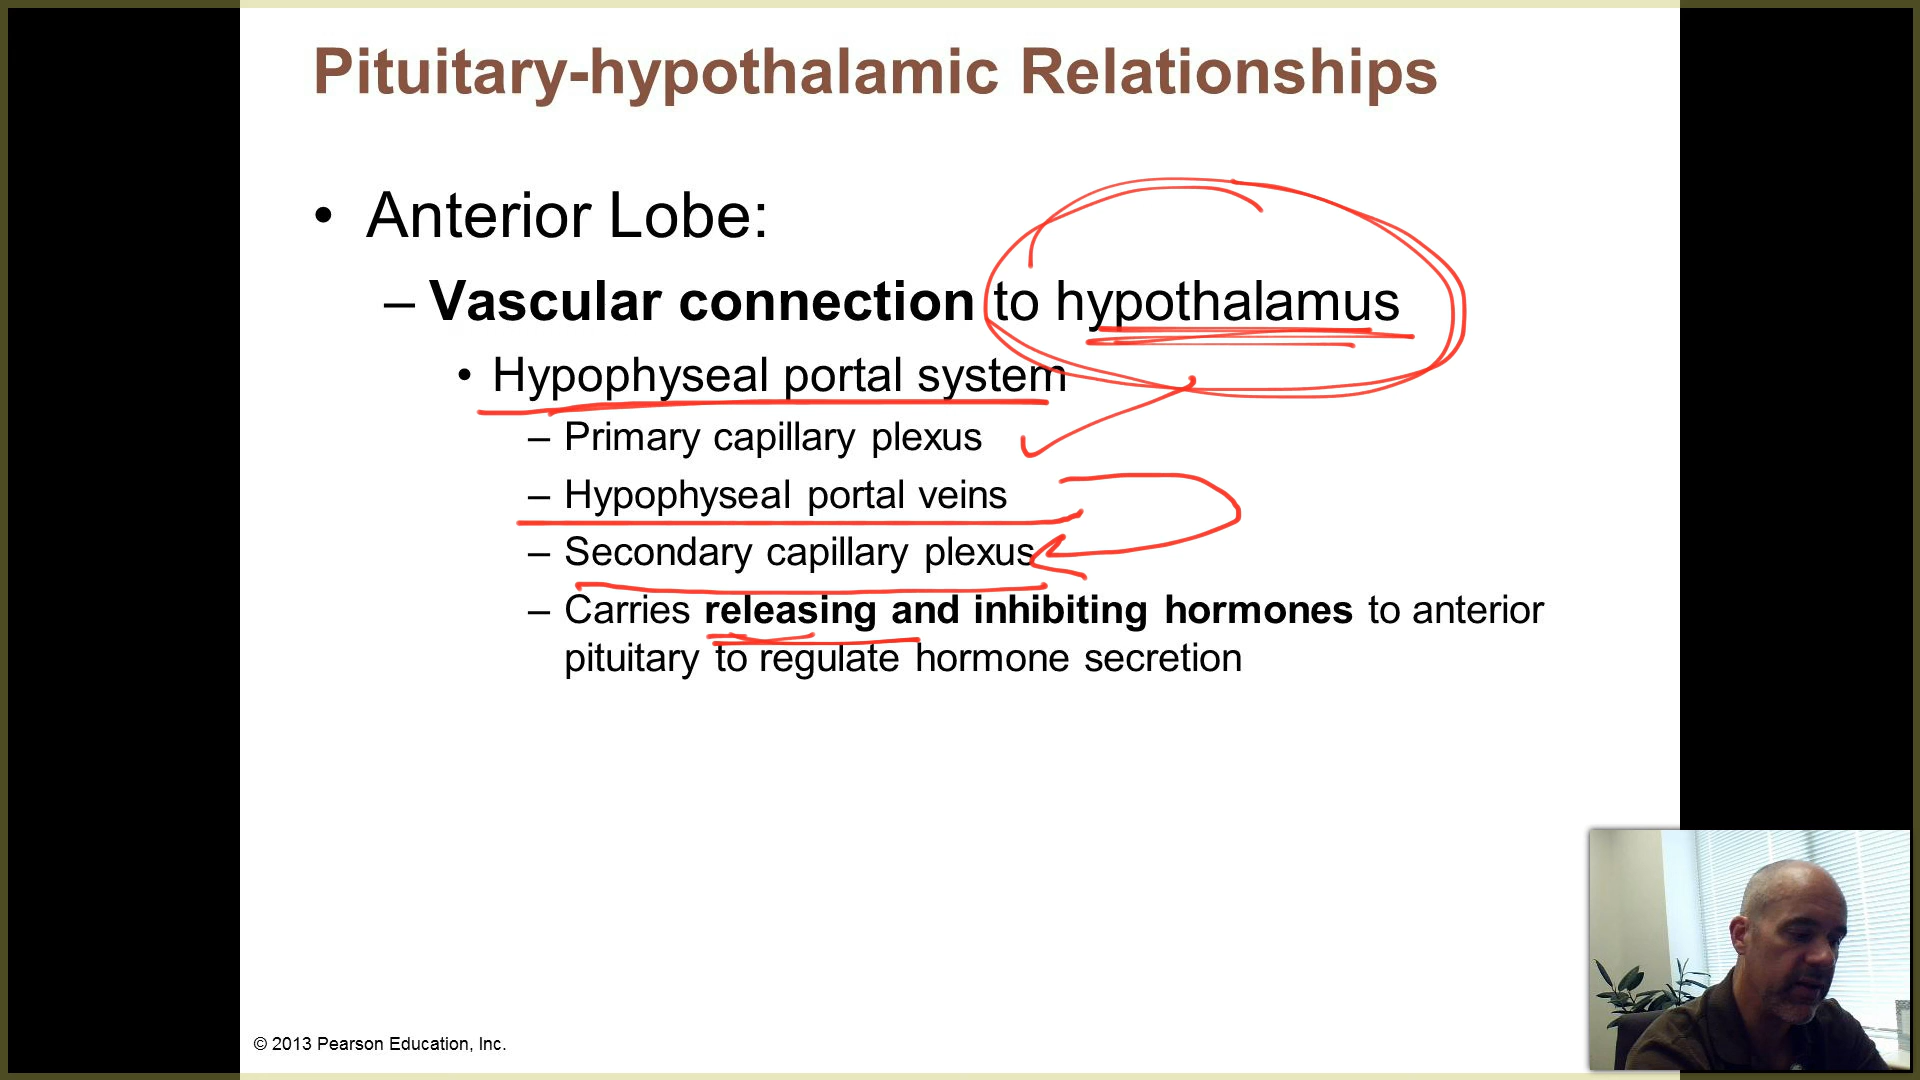 Pituitary-hypothalamic Relationships
• Anterior Lobe:
– Vascular connection to hypothalamus
• Hypophyseal portal system
– Primary capillary plexus
– Hypophyseal portal veins
– Secondary capillary plexus
– Carries releasing and inhibiting hormones to anterior
pituitary to regulate hormone secretion
© 2013 Pearson Education, Inc.